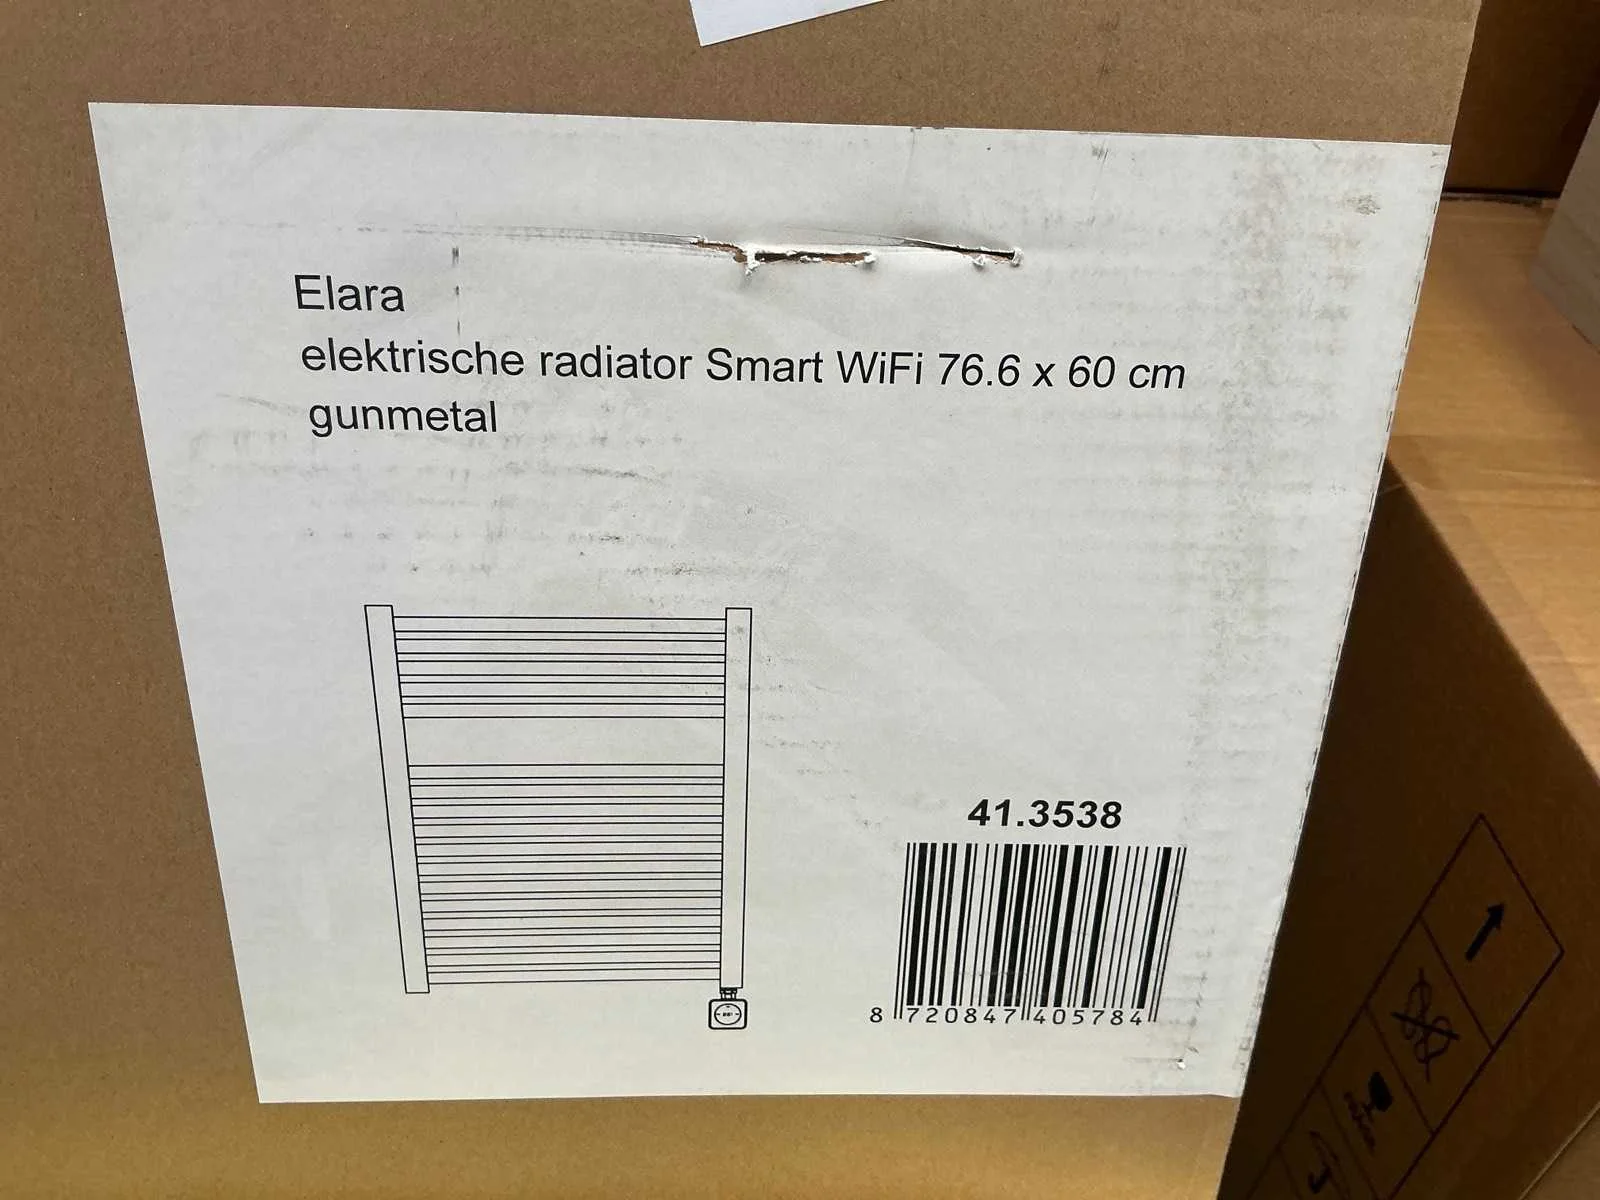 Elara
elektrische radiator Smart WiFi 76.6 x 60 cm
gunmetal
41.3538
8 720847 405784